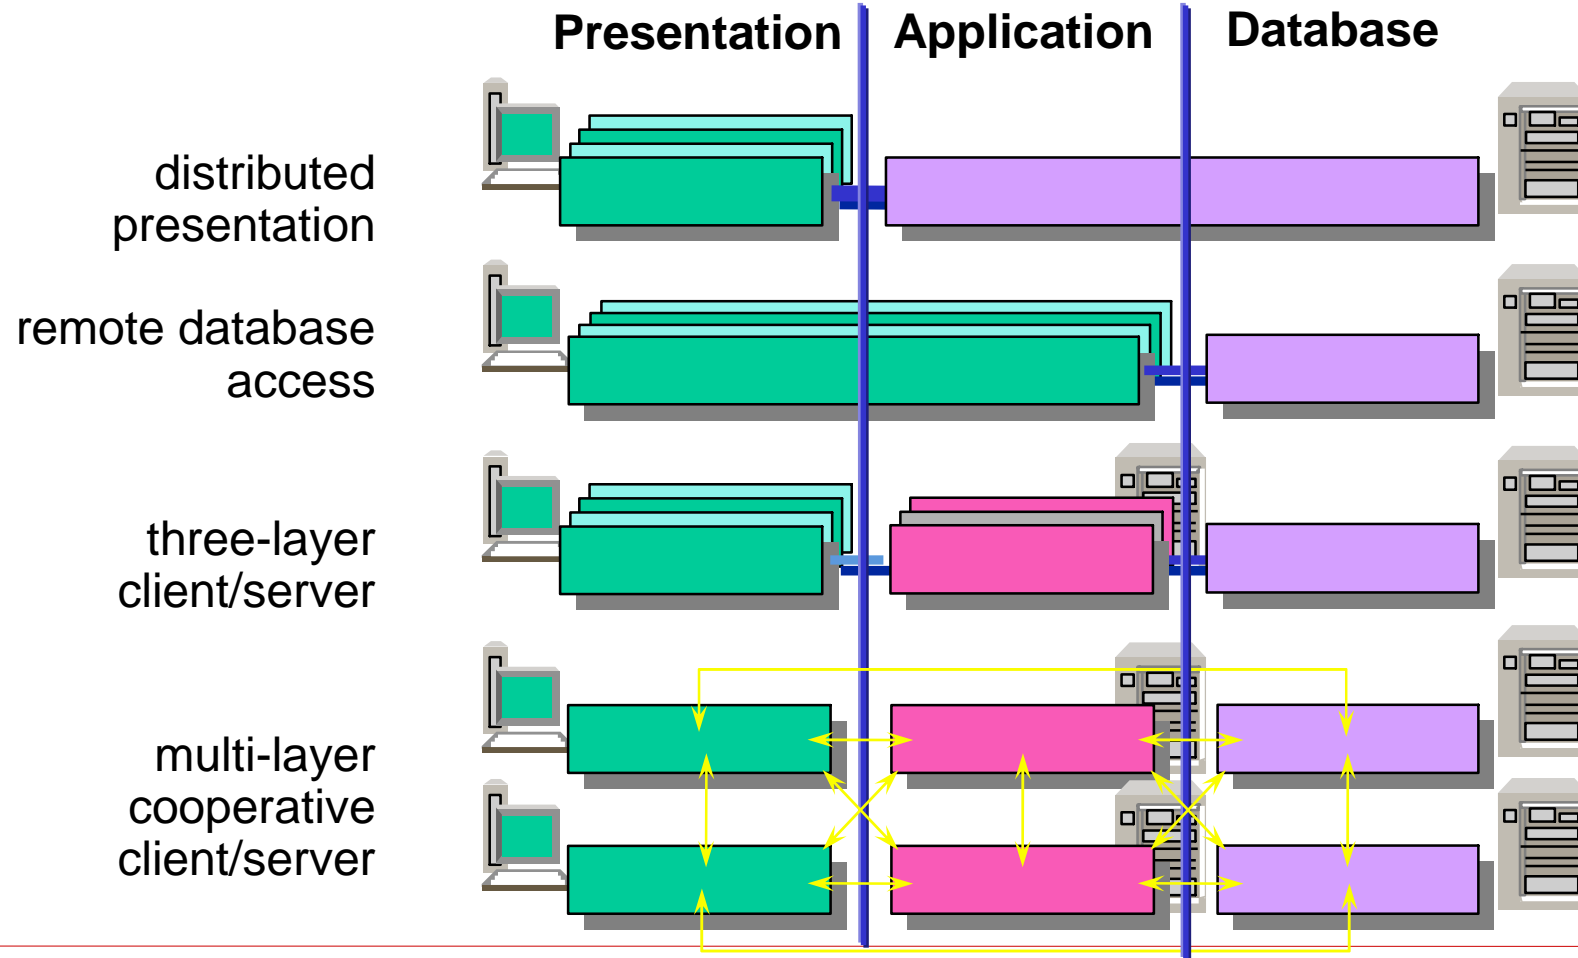 Presentation Application Database
distributed
presentation
remote database
access
three-layer
client/server
multi-layer
cooperative
client/server